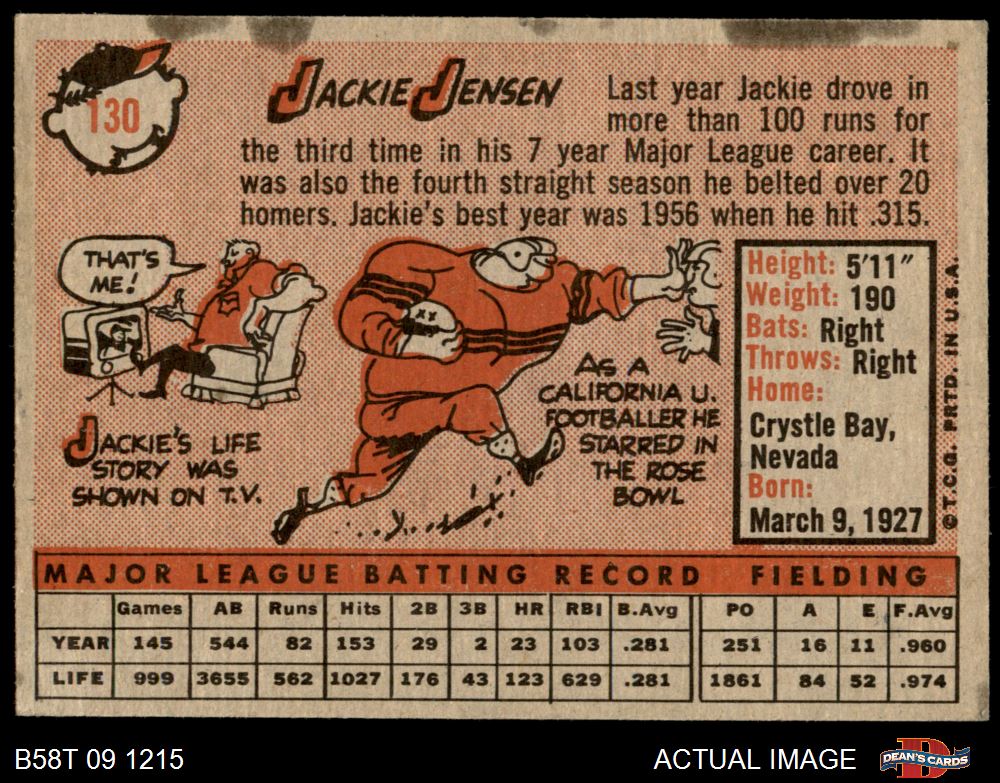 130
JACKIE JENSEN
Last year Jackie drove in
more than 100 runs for
the third time in his 7 year Major League career. It
was also the fourth straight season he belted over 20
homers. Jackie's best year was 1956 when he hit .315.
THAT'S
ME!
JACKIE'S LIFE
STORY WAS
SHOWN ON T.V.
XY
AS A
CALIFORNIA U.
FOOTBALLER HE
STARRED IN
THE ROSE
BOWL
Height: 5'11"
Weight: 190
Bats: Right
Throws: Right
Home:
Crystle Bay,
Nevada
Born:
March 9, 1927
© T.C.G. PRTD. IN U.S.A.
MAJOR LEAGUE BATTING RECORD FIELDING
Games AB Runs Hits 2B 3B HR RBI B.Avg PO A E F.Avg
YEAR 145 544 82 153 29 2 23 103 .281 251 16 11 .960
LIFE 999 3655 562 1027 176 43 123 629 .281 1861 84 52 .974
B58T 09 1215
ACTUAL IMAGE
DEAN'S CARDS